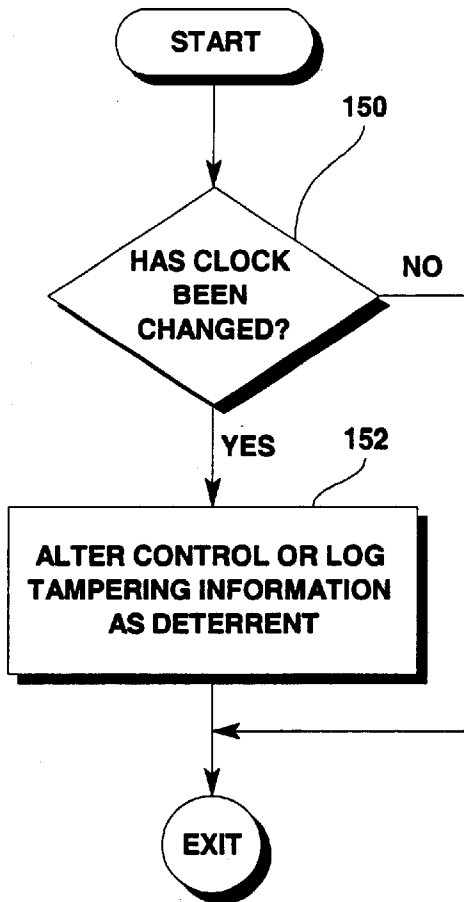 START
150
HAS CLOCK
BEEN
CHANGED?
NO
YES
152
ALTER CONTROL OR LOG
TAMPERING INFORMATION
AS DETERRENT
EXIT